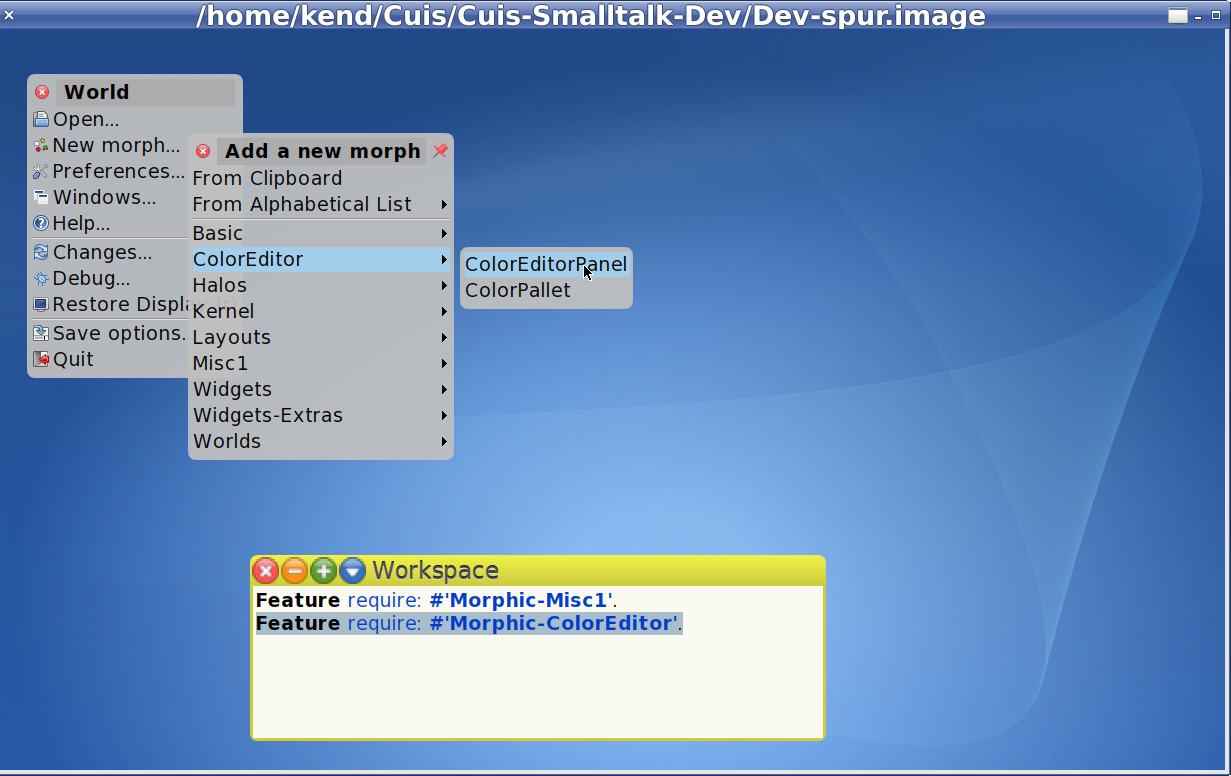 /home/kend/Cuis/Cuis-Smalltalk-Dev/Dev-spur.image
World
Open...
New morph...
Preferences...
Windows...
Help...
Changes...
Debug...
Restore Displa (r)
Save options.
Quit
Add a new morph
From Clipboard
From Alphabetical List
Basic
ColorEditor
Halos
Kernel
Layouts
Misc1
Widgets
Widgets-Extras
Worlds
ColorEditorPanel
ColorPallet
Workspace
Feature require: #'Morphic-Misc1'.
Feature require: #'Morphic-ColorEditor'.